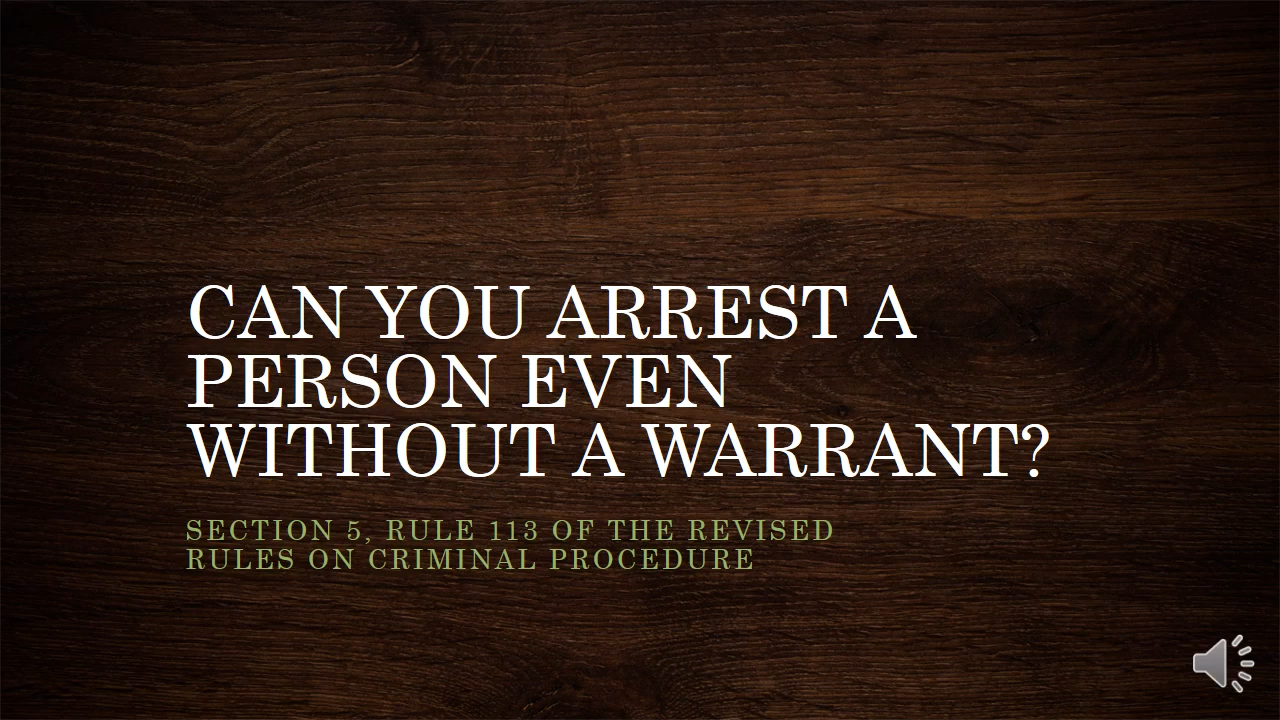 CAN YOU ARREST A
PERSON EVEN
WITHOUT A WARRANT?
SECTION 5, RULE 113 OF THE REVISED
RULES ON CRIMINAL PROCEDURE